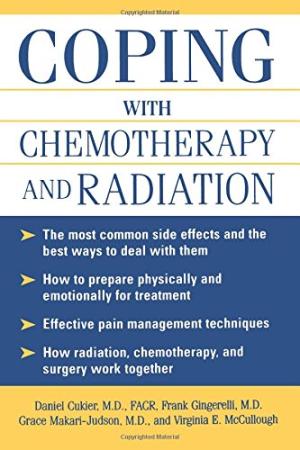 COPING
WITH
CHEMOTHERAPY
AND RADIATION
➤ The most common side effects and the
best ways to deal with them
➤ How to prepare physically and
emotionally for treatment
➤ Effective pain management techniques
➤ How radiation, chemotherapy, and
surgery work together
Daniel Cukier, M.D., FACR, Frank Gingerelli, M.D.
Grace Makari-Judson, M.D., and Virginia E. McCullough